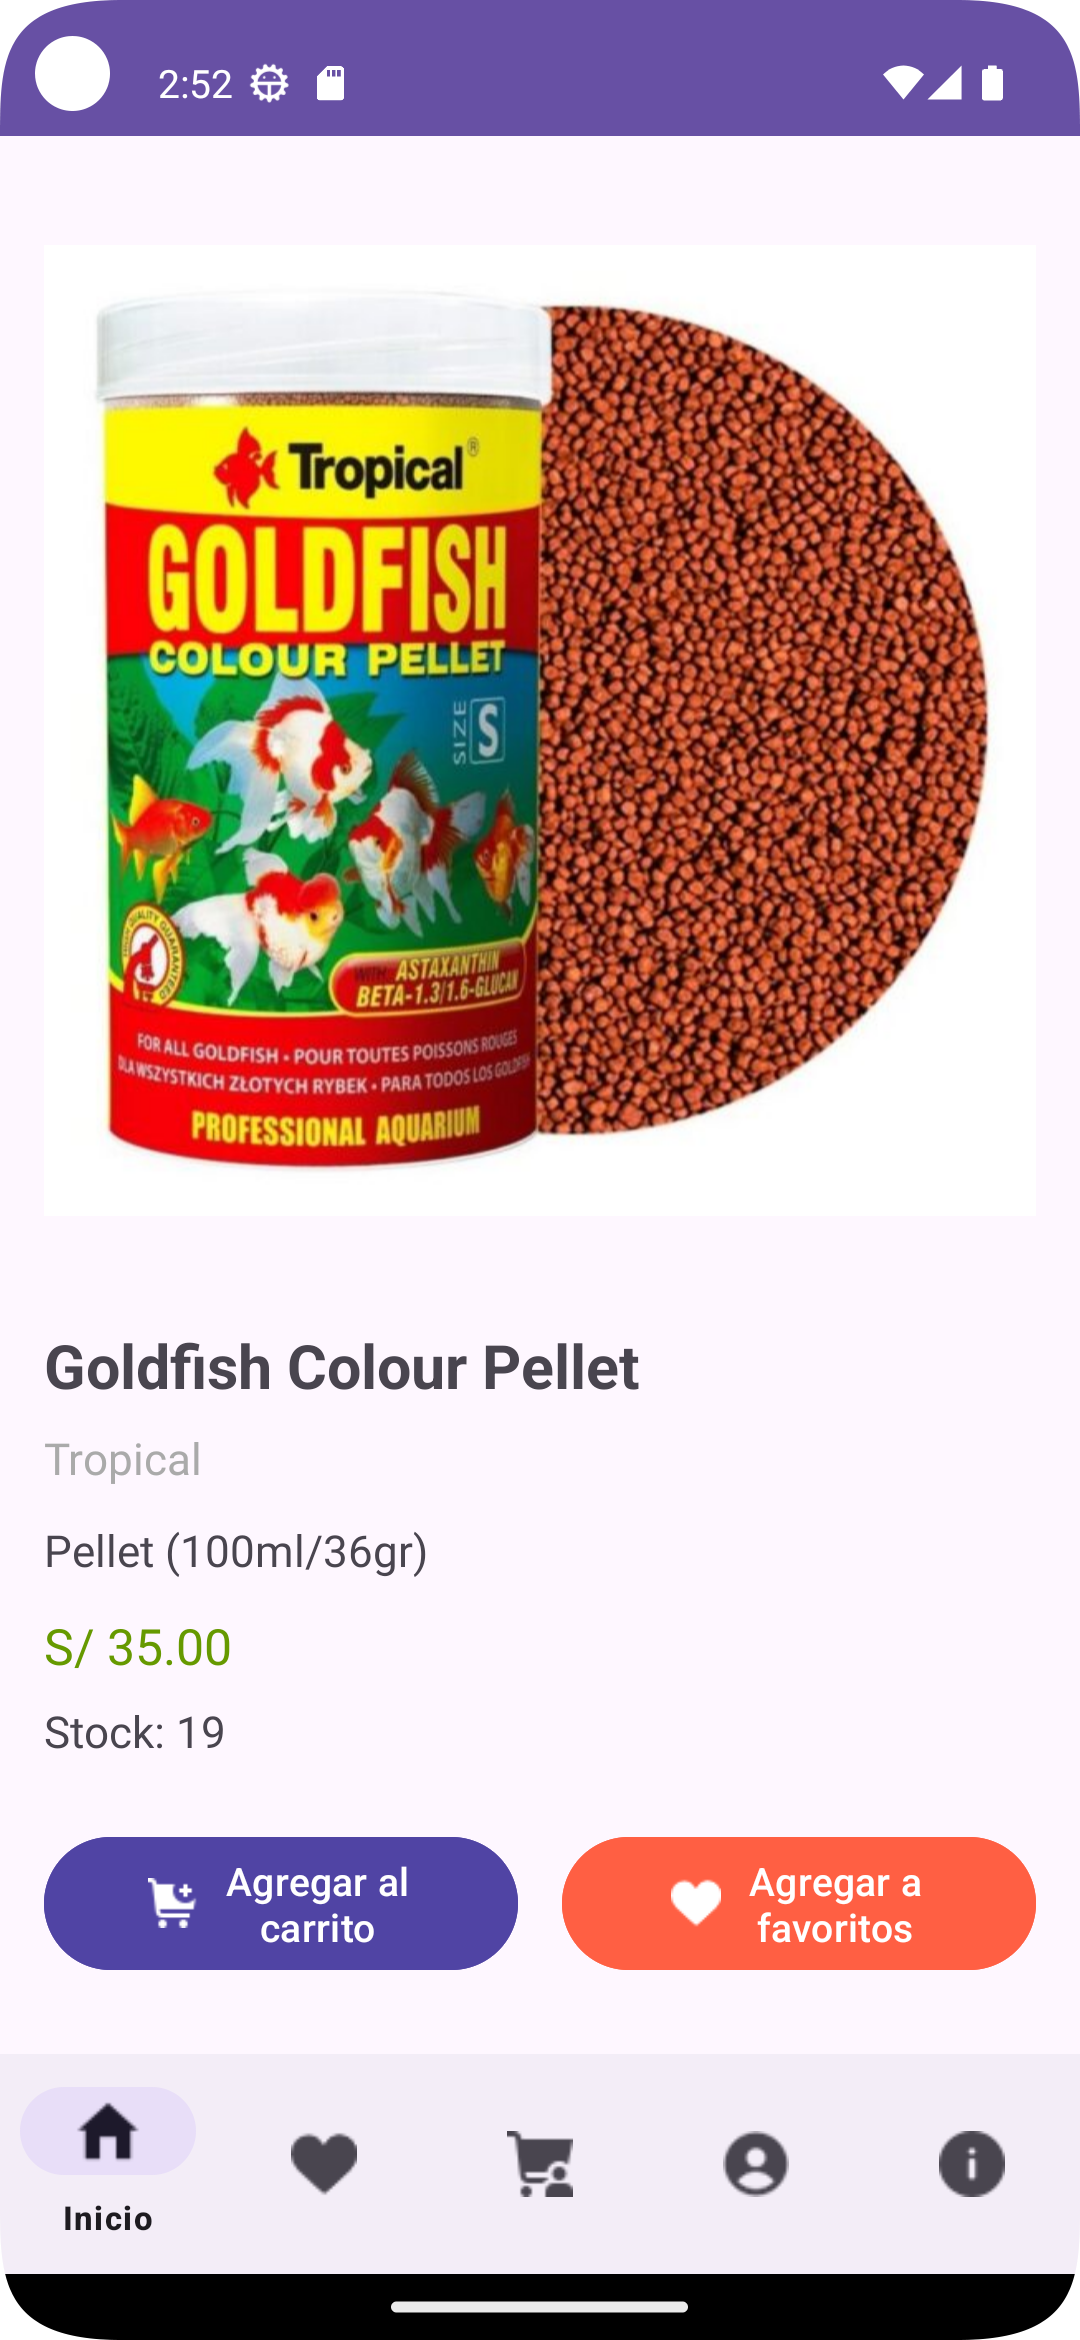 2:52
Tropical®
GOLDFISH
COLOUR PELLET
SIZE S
QUALITY GUARANTEED
WITH ASTAXANTHIN
BETA-1.3/1.6-GLUCAN
FOR ALL GOLDFISH • POUR TOUTES POISSONS ROUGES
DLA WSZYSTKICH ZŁOTYCH RYBEK • PARA TODOS LOS GOLDFISH
PROFESSIONAL AQUARIUM
Goldfish Colour Pellet
Tropical
Pellet (100ml/36gr)
S/ 35.00
Stock: 19
Agregar al
carrito
Agregar a
favoritos
Inicio